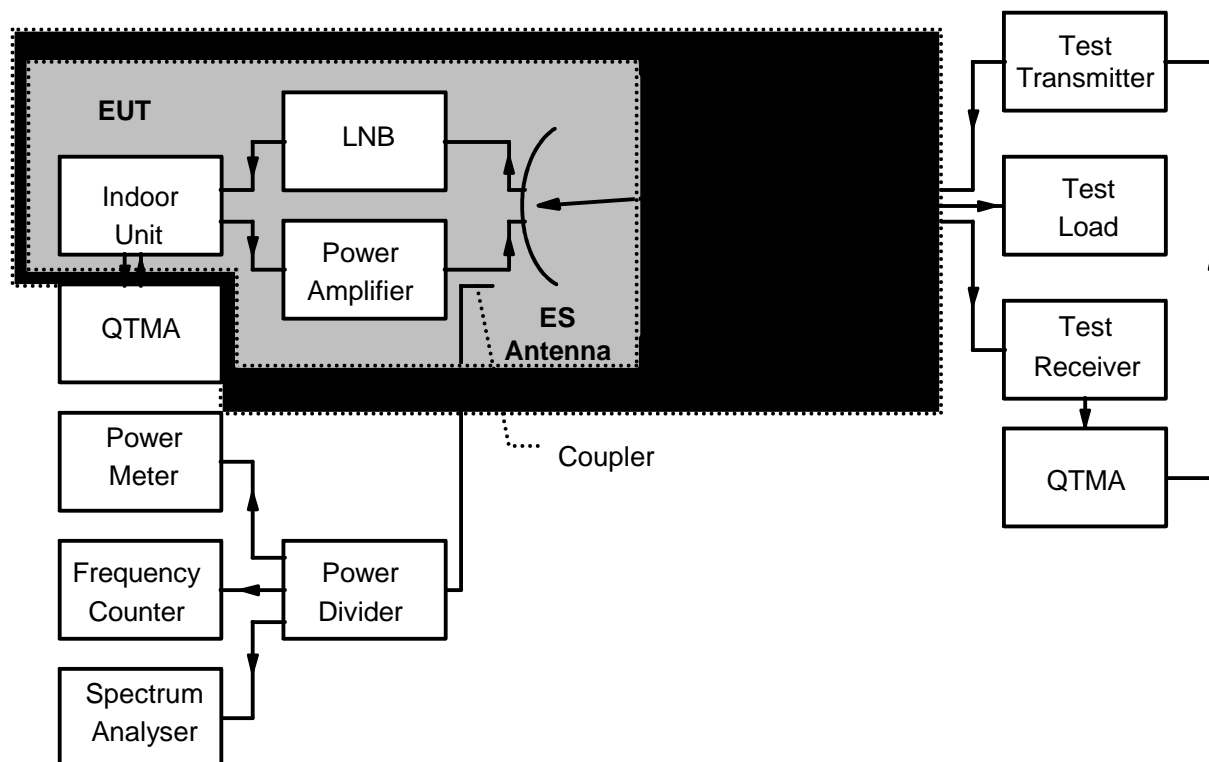 EUT
LNB
Indoor
Unit
Power
Amplifier
ES
Antenna
QTMA
Coupler
Power
Meter
Frequency
Counter
Power
Divider
Spectrum
Analyser
Test
Transmitter
Test
Load
Test
Receiver
QTMA